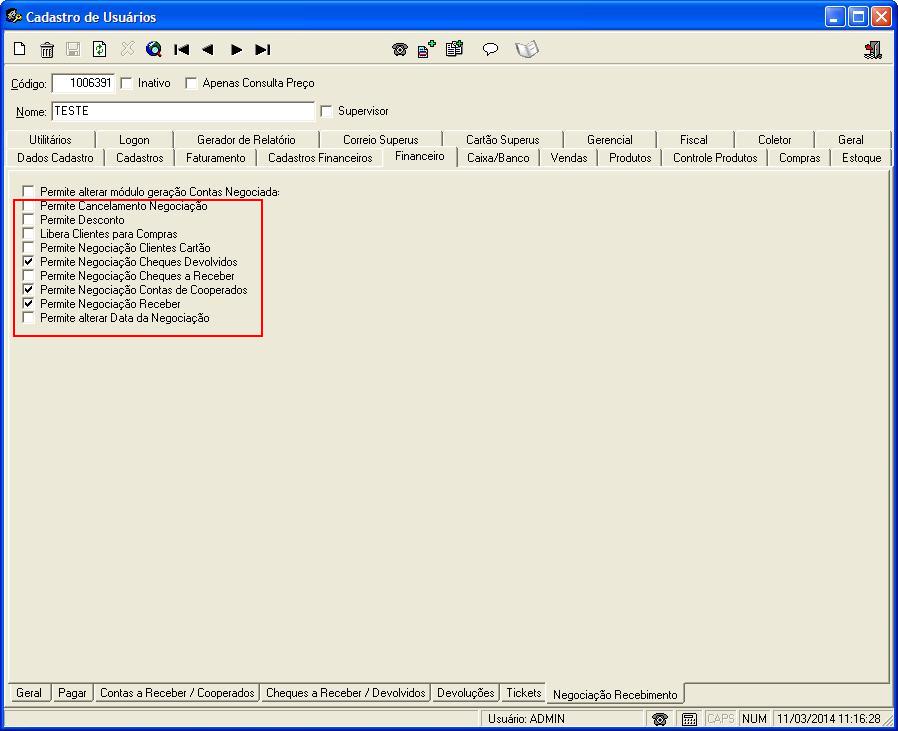 Cadastro de Usuários
Código: 1006391 Inativo Apenas Consulta Preço
Nome: TESTE Supervisor
Utilitários Logon Gerador de Relatório Correio Superus Cartão Superus Gerencial Fiscal Coletor Geral
Dados Cadastro Cadastros Faturamento Cadastros Financeiros Financeiro Caixa/Banco Vendas Produtos Controle Produtos Compras Estoque
Permite alterar módulo geração Contas Negociada:
Permite Cancelamento Negociação
Permite Desconto
Libera Clientes para Compras
Permite Negociação Clientes Cartão
Permite Negociação Cheques Devolvidos
Permite Negociação Cheques a Receber
Permite Negociação Contas de Cooperados
Permite Negociação Receber
Permite alterar Data da Negociação
Geral Pagar Contas a Receber / Cooperados Cheques a Receber / Devolvidos Devoluções Tickets Negociação Recebimento
Usuário: ADMIN CAPS NUM 11/03/2014 11:16:28